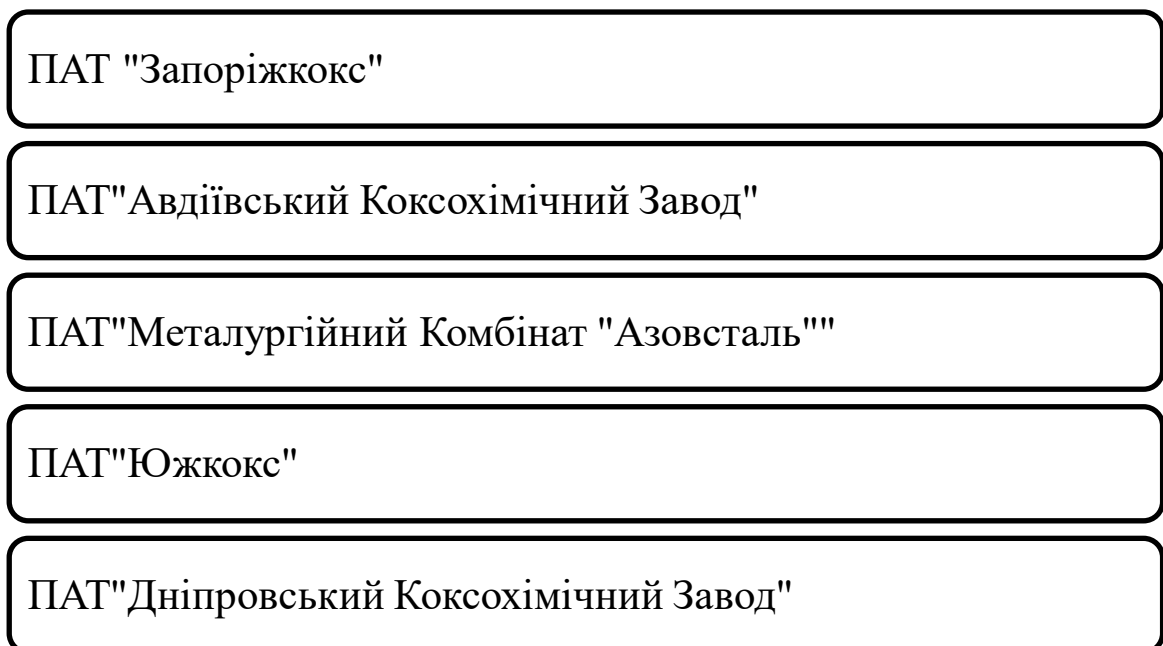 ПАТ "Запоріжкокс"
ПАТ"Авдіївський Коксохімічний Завод"
ПАТ"Металургійний Комбінат "Азовсталь""
ПАТ"Южкокс"
ПАТ"Дніпровський Коксохімічний Завод"